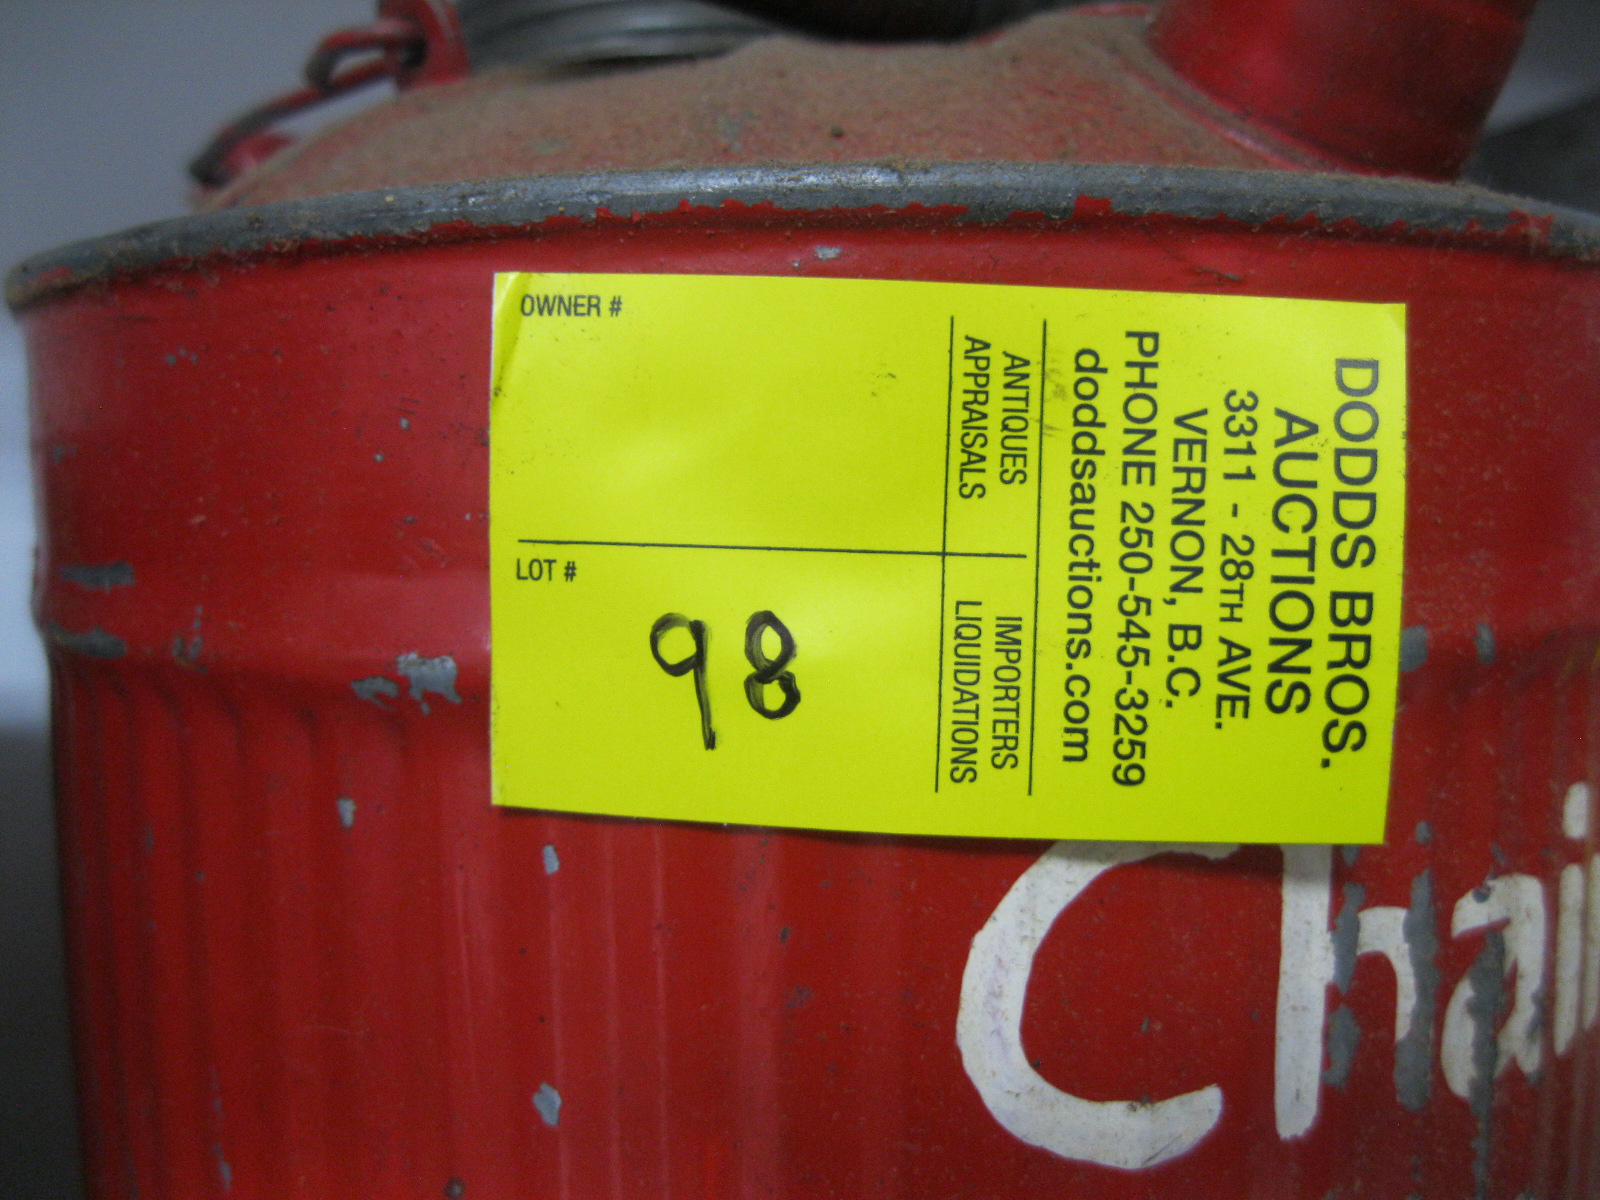 DODDS BROS.
AUCTIONS
3311 - 28TH AVE.
VERNON, B.C.
PHONE 250-545-3259
doddsauctions.com
ANTIQUES
APPRAISALS
IMPORTERS
LIQUIDATIONS
OWNER #
LOT #
98
Chai